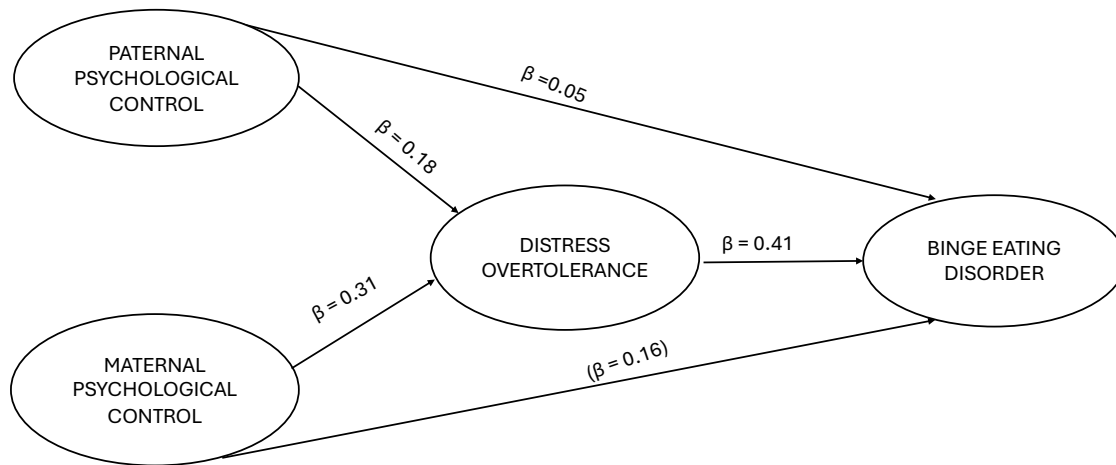 PATERNAL
PSYCHOLOGICAL
CONTROL
β =0.05
β = 0.18
DISTRESS
OVERTOLERANCE
β = 0.41
BINGE EATING
DISORDER
β = 0.31
MATERNAL
PSYCHOLOGICAL
CONTROL
(β = 0.16)